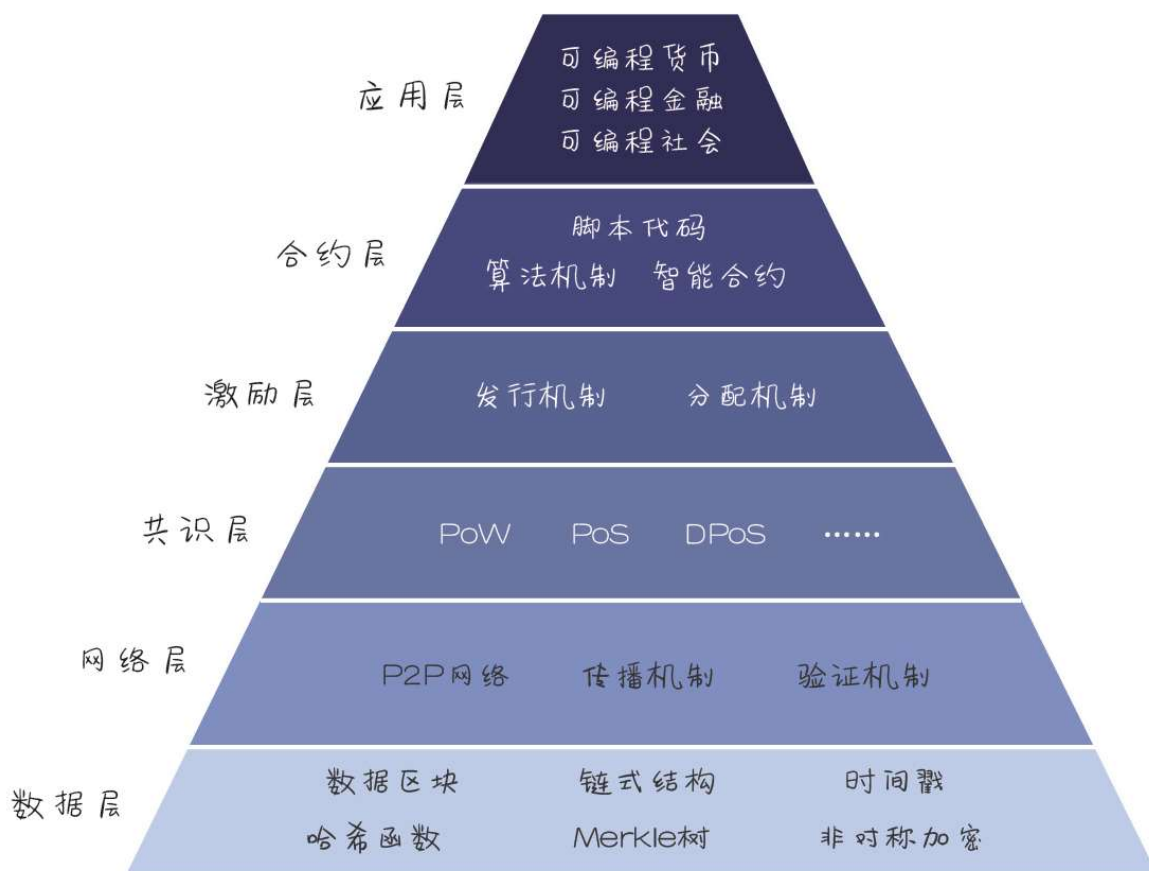 可编程货币
应用层 可编程金融
可编程社会
脚本代码
合约层 算法机制 智能合约
激励层 发行机制 分配机制
共识层 PoW PoS DPoS ……
网络层 P2P网络 传播机制 验证机制
数据区块 链式结构 时间戳
数据层
哈希函数 Merkle树 非对称加密